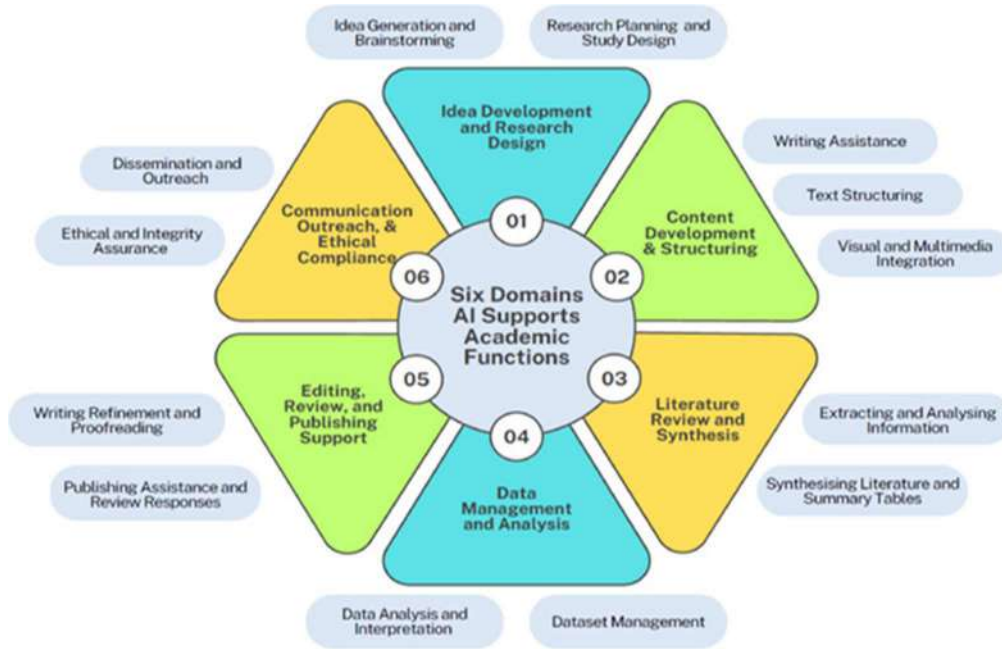 Idea Generation and
Brainstorming
Research Planning and
Study Design
Idea Development
and Research
Design
01
Writing Assistance
Text Structuring
Visual and Multimedia
Integration
Content
Development
& Structuring
02
Six Domains
AI Supports
Academic
Functions
03
Literature
Review and
Synthesis
Extracting and Analysing
Information
Synthesising Literature and
Summary Tables
04
Data
Management
and Analysis
Data Analysis and
Interpretation
Dataset Management
05
Editing,
Review, and
Publishing
Support
Writing Refinement and
Proofreading
Publishing Assistance and
Review Responses
06
Communication
Outreach, &
Ethical
Compliance
Dissemination and
Outreach
Ethical and Integrity
Assurance